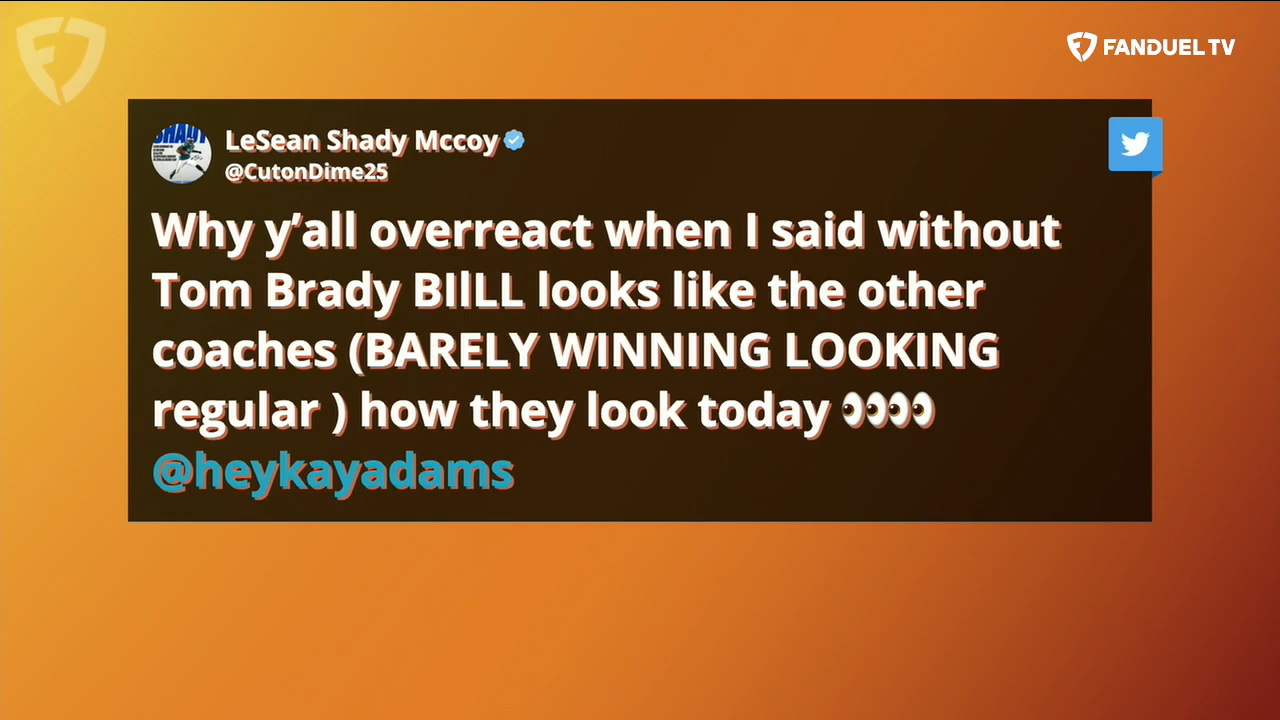 FANDUEL TV
LeSean Shady Mccoy
@CutonDime25
Why y’all overreact when I said without
Tom Brady BIlLL looks like the other
coaches (BARELY WINNING LOOKING
regular ) how they look today 👀👀
@heykayadams